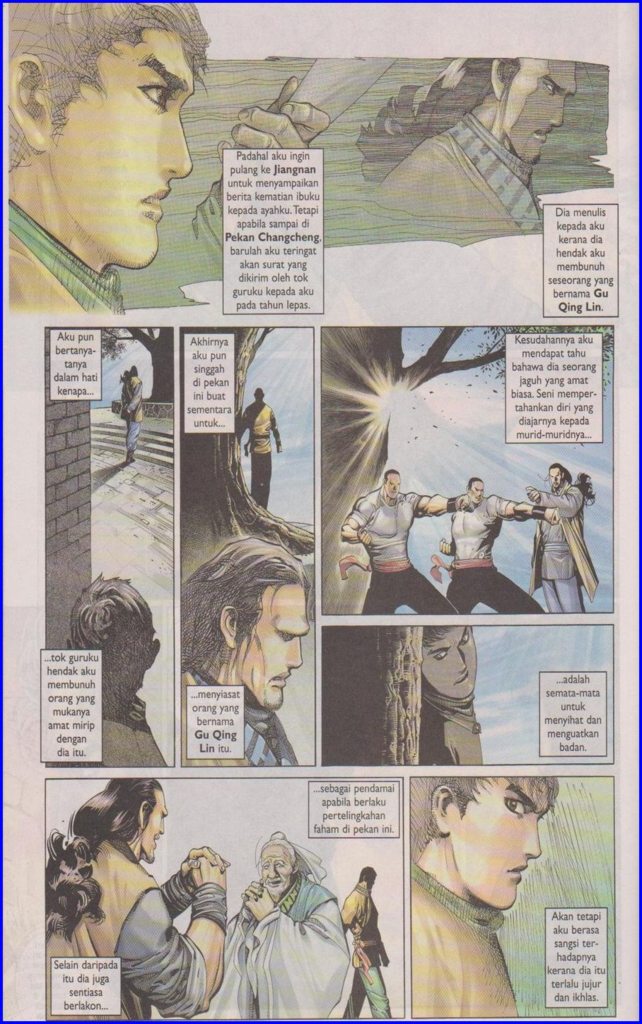 Padahal aku ingin
pulang ke Jiangnan
untuk menyampaikan
berita kematian ibuku
kepada ayahku. Tetapi
apabila sampai di
Pekan Changcheng,
barulah aku teringat
akan surat yang
dikirim oleh tok
guruku kepada aku
pada tahun lepas.
Dia menulis
kepada aku
kerana dia
hendak aku
membunuh
seseorang yang
bernama Gu
Qing Lin.
Aku pun
bertanya-
tanya
dalam hati
kenapa...
...tok guruku
hendak aku
membunuh
orang yang
mukanya
amat mirip
dengan
dia itu.
Akhirnya
aku pun
singgah
di pekan
ini buat
sementara
untuk...
...menyiasat
orang yang
bernama
Gu Qing
Lin itu.
Kesudahannya aku
mendapat tahu
bahawa dia seorang
jaguh yang amat
biasa. Seni memper-
tahankan diri yang
diajarnya kepada
murid-muridnya...
...adalah
semata-mata
untuk
menyihat dan
menguatkan
badan.
Selain daripada
itu dia juga
sentiasa
berlakon...
...sebagai pendamai
apabila berlaku
pertelingkahan
faham di pekan ini.
Akan tetapi
aku berasa
sangsi ter-
hadapnya
kerana dia itu
terlalu jujur
dan ikhlas.